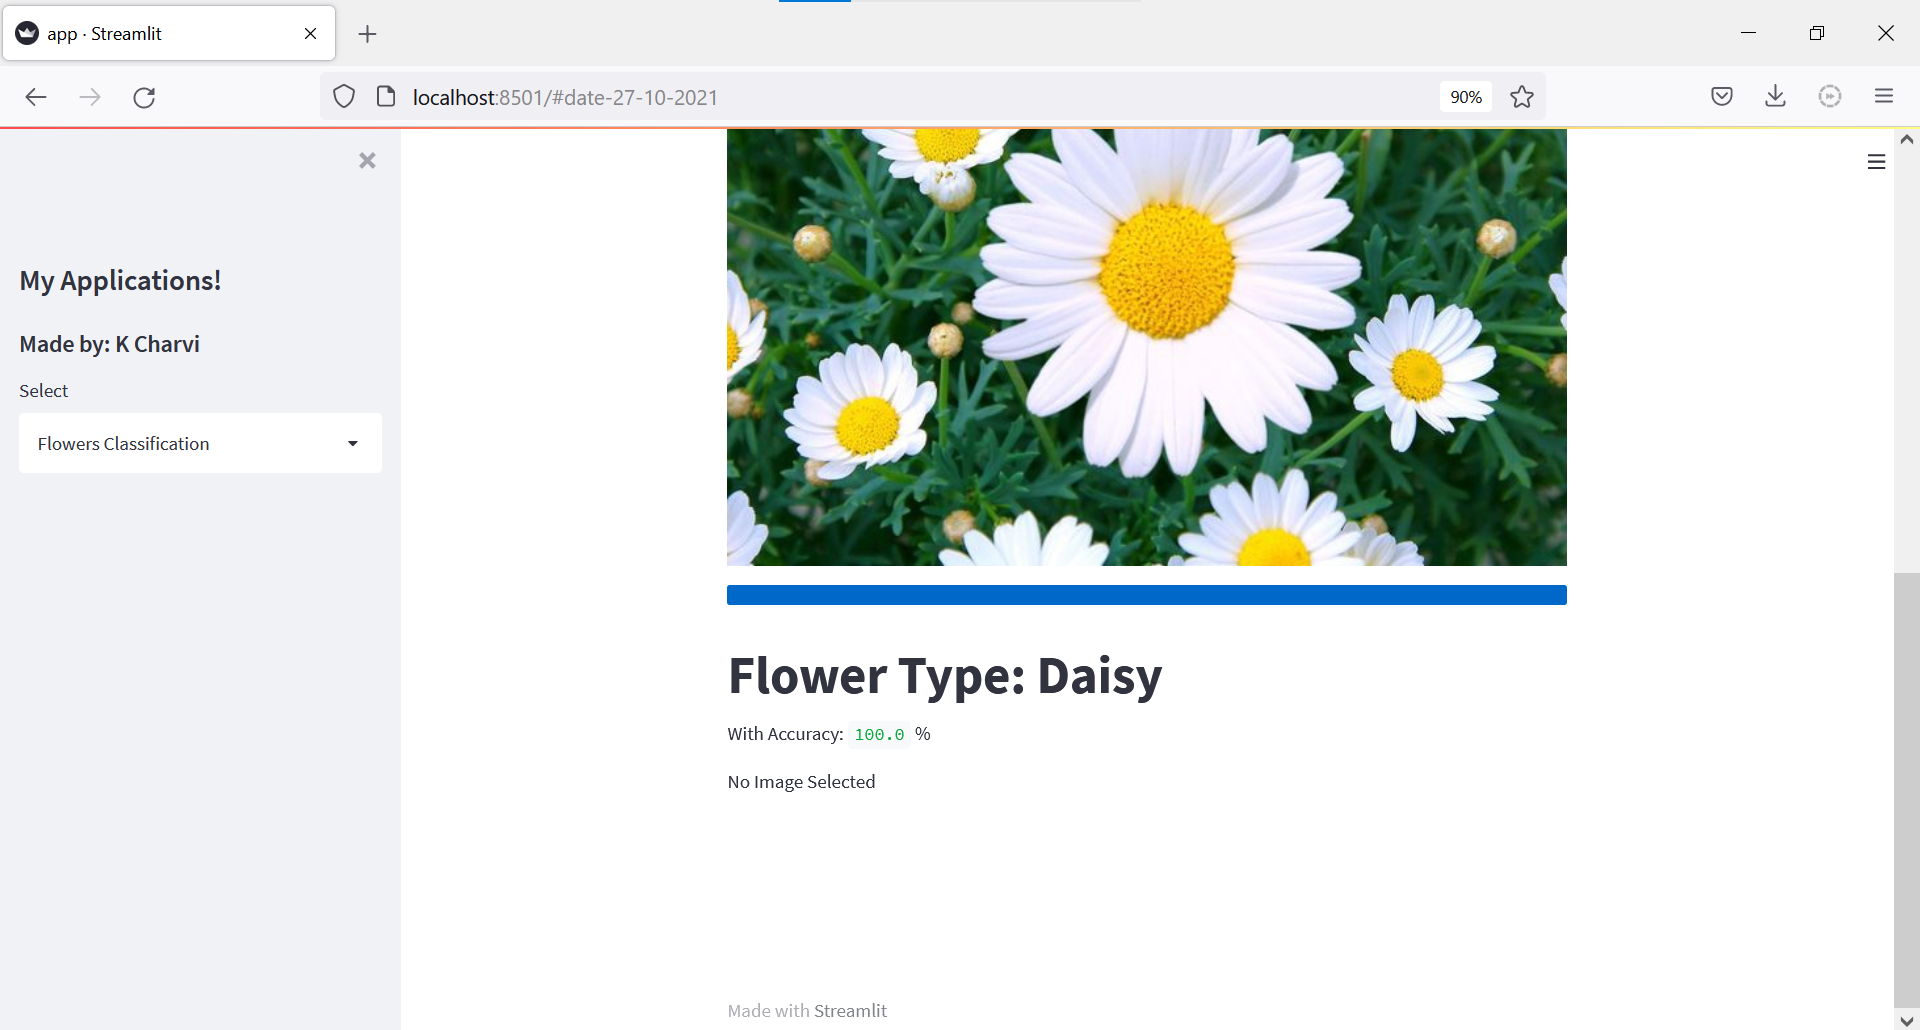 app · Streamlit
localhost:8501/#date-27-10-2021
90%
My Applications!
Made by: K Charvi
Select
Flowers Classification
Flower Type: Daisy
With Accuracy: 100.0 %
No Image Selected
Made with Streamlit